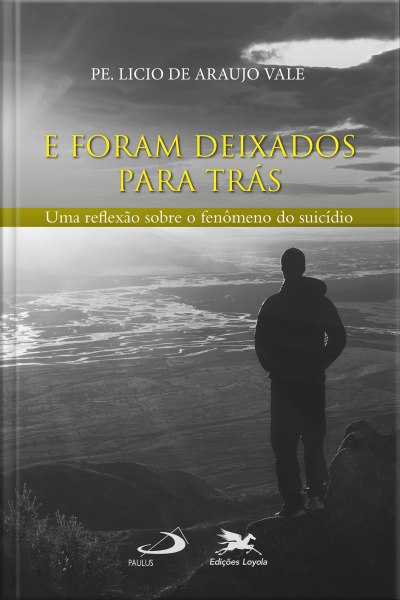 PE. LICIO DE ARAUJO VALE
E FORAM DEIXADOS
PARA TRÁS
Uma reflexão sobre o fenômeno do suicídio
PAULUS
Edições Loyola